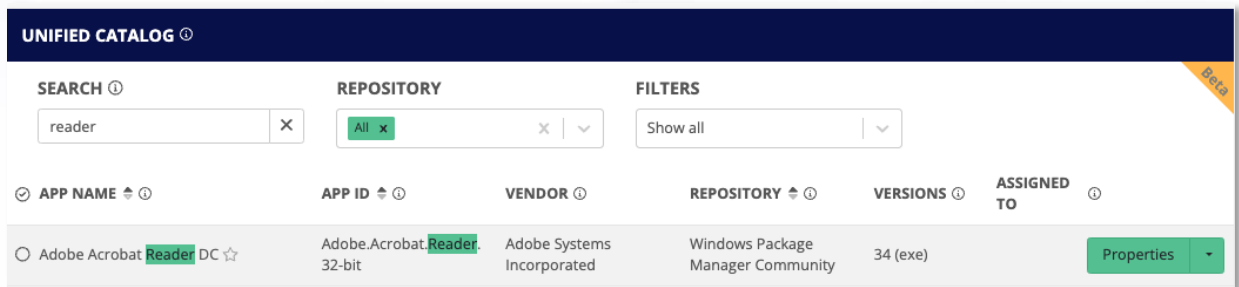 UNIFIED CATALOG
Beta
SEARCH
REPOSITORY
FILTERS
reader
All x
Show all
APP NAME
APP ID
VENDOR
REPOSITORY
VERSIONS
ASSIGNED
TO
Adobe Acrobat Reader DC
Adobe.Acrobat.Reader.
32-bit
Adobe Systems
Incorporated
Windows Package
Manager Community
34 (exe)
Properties